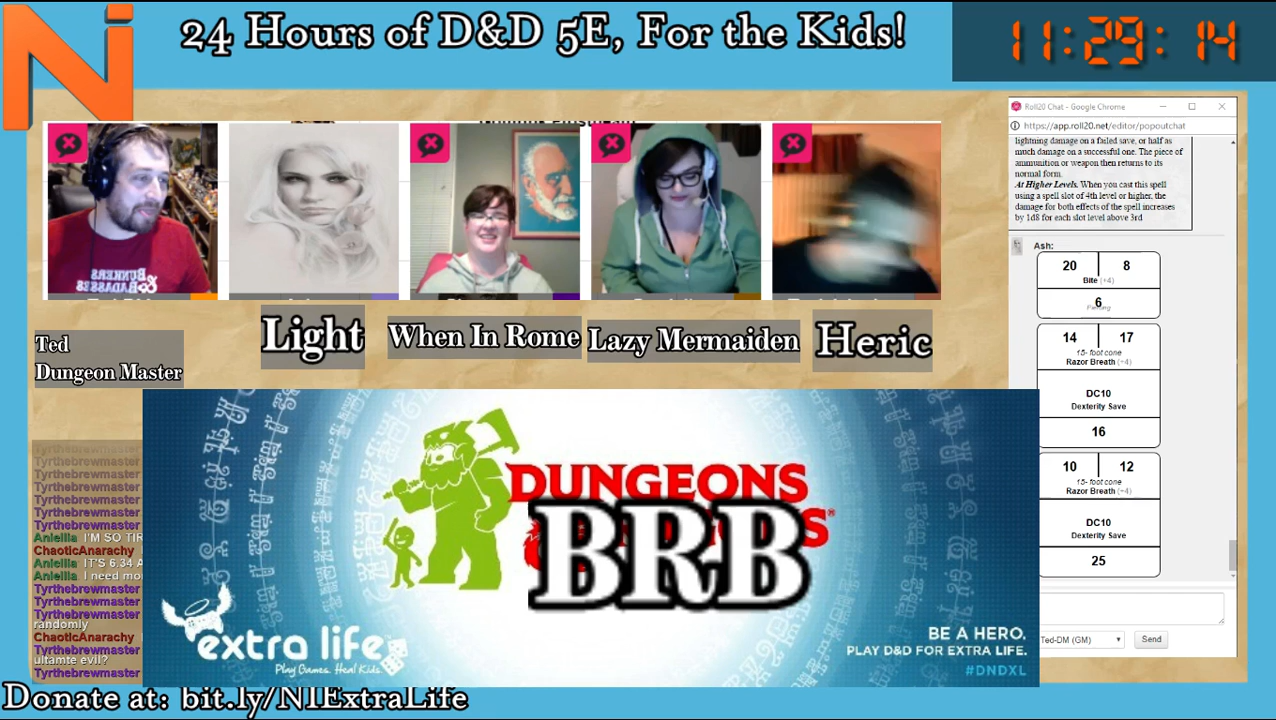 24 Hours of D&D 5E, For the Kids!
11:29:14
Ni
Roll20 Chat - Google Chrome
https://app.roll20.net/editor/popoutchat
lightning damage on a failed save, or half as
much damage on a successful one. The piece of
ammunition or weapon then returns to its
normal form.
At Higher Levels. When you cast this spell
using a spell slot of 4th level or higher, the
damage for both effects of the spell increases
by 1d8 for each slot level above 3rd
Ash:
20 8
Bite (+4)
6
14 17
15- foot cone
Razor Breath (+4)
DC10
Dexterity Save
16
10 12
15- foot cone
Razor Breath (+4)
DC10
Dexterity Save
25
Ted-DM (GM)
Send
BUNKERS
& BADASSES
Ted
Dungeon Master
Light
When In Rome
Lazy Mermaiden
Heric
Tyrthebrewmaster
Tyrthebrewmaster
Tyrthebrewmaster
Tyrthebrewmaster
Tyrthebrewmaster
Tyrthebrewmaster
Aniellia I'M SO TIR
ChaoticAnarchy
Aniellia IT'S 6.34 A
Aniellia I need mo
Tyrthebrewmaster
Tyrthebrewmaster
Tyrthebrewmaster
randomly
ChaoticAnarchy
Tyrthebrewmaster
ultamte evil?
Tyrthebrewmaster
DUNGEONS
BRB
extra life
Play Games. Heal Kids.
BE A HERO.
PLAY D&D FOR EXTRA LIFE.
#DNDXL
Donate at: bit.ly/NIExtraLife